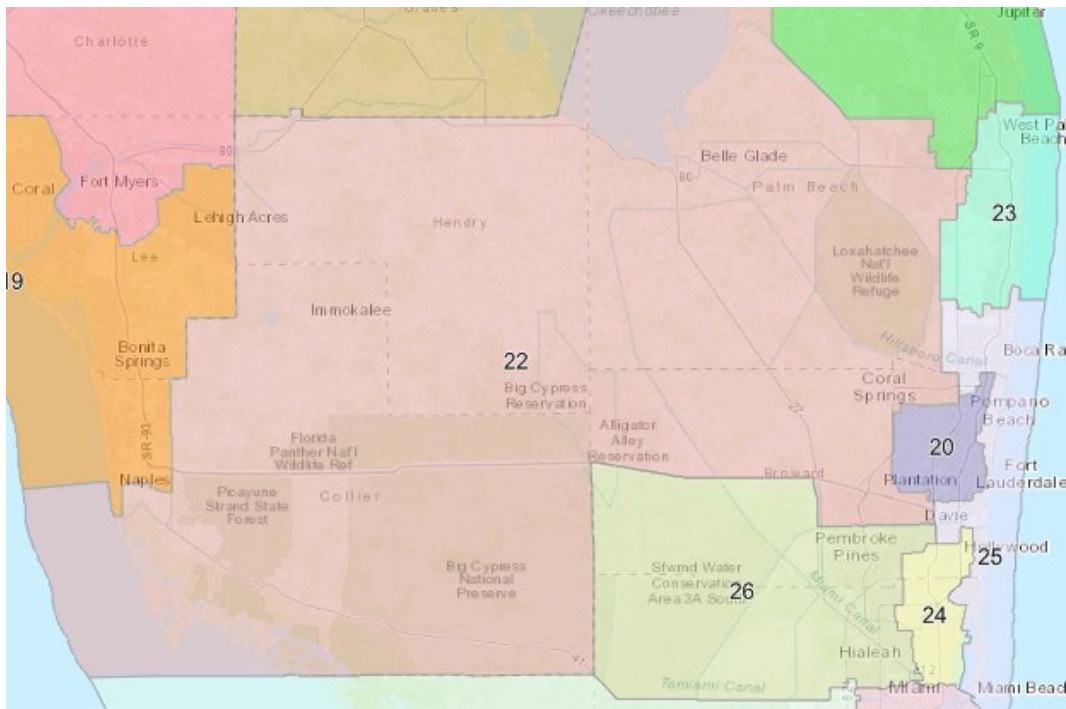 Glades
Okeechobee
Jupiter
Charlotte
SR-9
West Pal
Beach
80
Belle Glade
80
Palm Beach
Coral
Fort Myers
Lehigh Acres
Hendry
23
Lee
Loxahatchee
Nat'l
Wildlife
Refuge
19
Immokalee
Bonita
Springs
22
Hillsboro Canal
Boca Ra
Big Cypress
Reservation
Coral
Springs
27
Pompano
Beach
SR-93
Florida
Panther Nat'l
Wildlife Ref
Alligator
Alley
Reservation
20
Naples
Broward
Plantation
Fort
Lauderdale
Picayune
Strand State
Forest
Collier
Davie
Pembroke
Pines
Hollywood
25
Big Cypress
National
Preserve
Sfwmd Water
Conservation
Area 3A South
26
Miami Canal
24
Hialeah
Tamiami Canal
Miami
Miami Beach